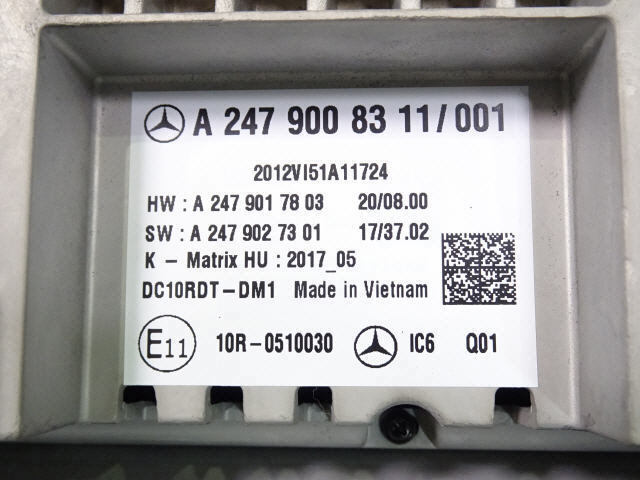 A 247 900 83 11/001
2012VI51A11724
HW : A 247 901 78 03 20/08.00
SW : A 247 902 73 01 17/37.02
K - Matrix HU : 2017_05
DC10RDT-DM1 Made in Vietnam
E11 10R-0510030 IC6 Q01